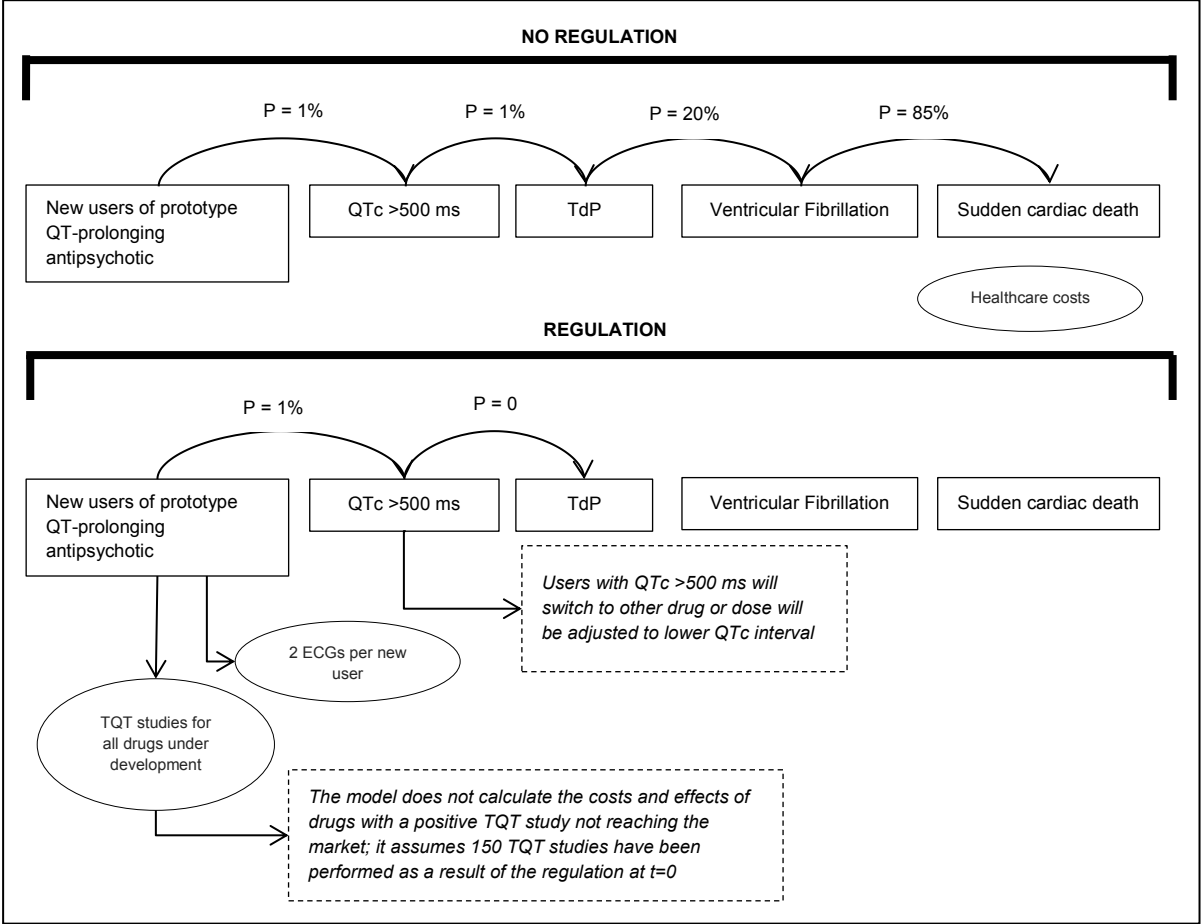 NO REGULATION
P = 1%
P = 1%
P = 20%
P = 85%
New users of prototype
QT-prolonging
antipsychotic
QTc >500 ms
TdP
Ventricular Fibrillation
Sudden cardiac death
Healthcare costs
REGULATION
P = 1%
P = 0
New users of prototype
QT-prolonging
antipsychotic
QTc >500 ms
TdP
Ventricular Fibrillation
Sudden cardiac death
Users with QTc >500 ms will
switch to other drug or dose will
be adjusted to lower QTc interval
2 ECGs per new
user
TQT studies for
all drugs under
development
The model does not calculate the costs and effects of
drugs with a positive TQT study not reaching the
market; it assumes 150 TQT studies have been
performed as a result of the regulation at t=0